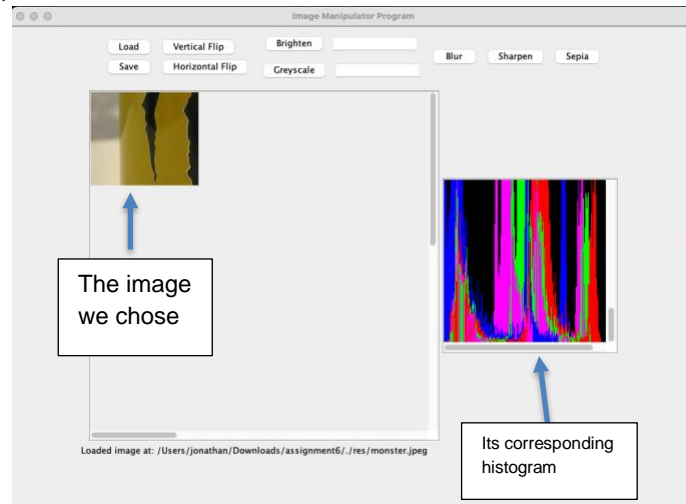 Image Manipulator Program
Load Vertical Flip Brighten
Blur Sharpen Sepia
Save Horizontal Flip Greyscale
The image
we chose
Its corresponding
histogram
Loaded image at: /Users/jonathan/Downloads/assignment6/./res/monster.jpeg